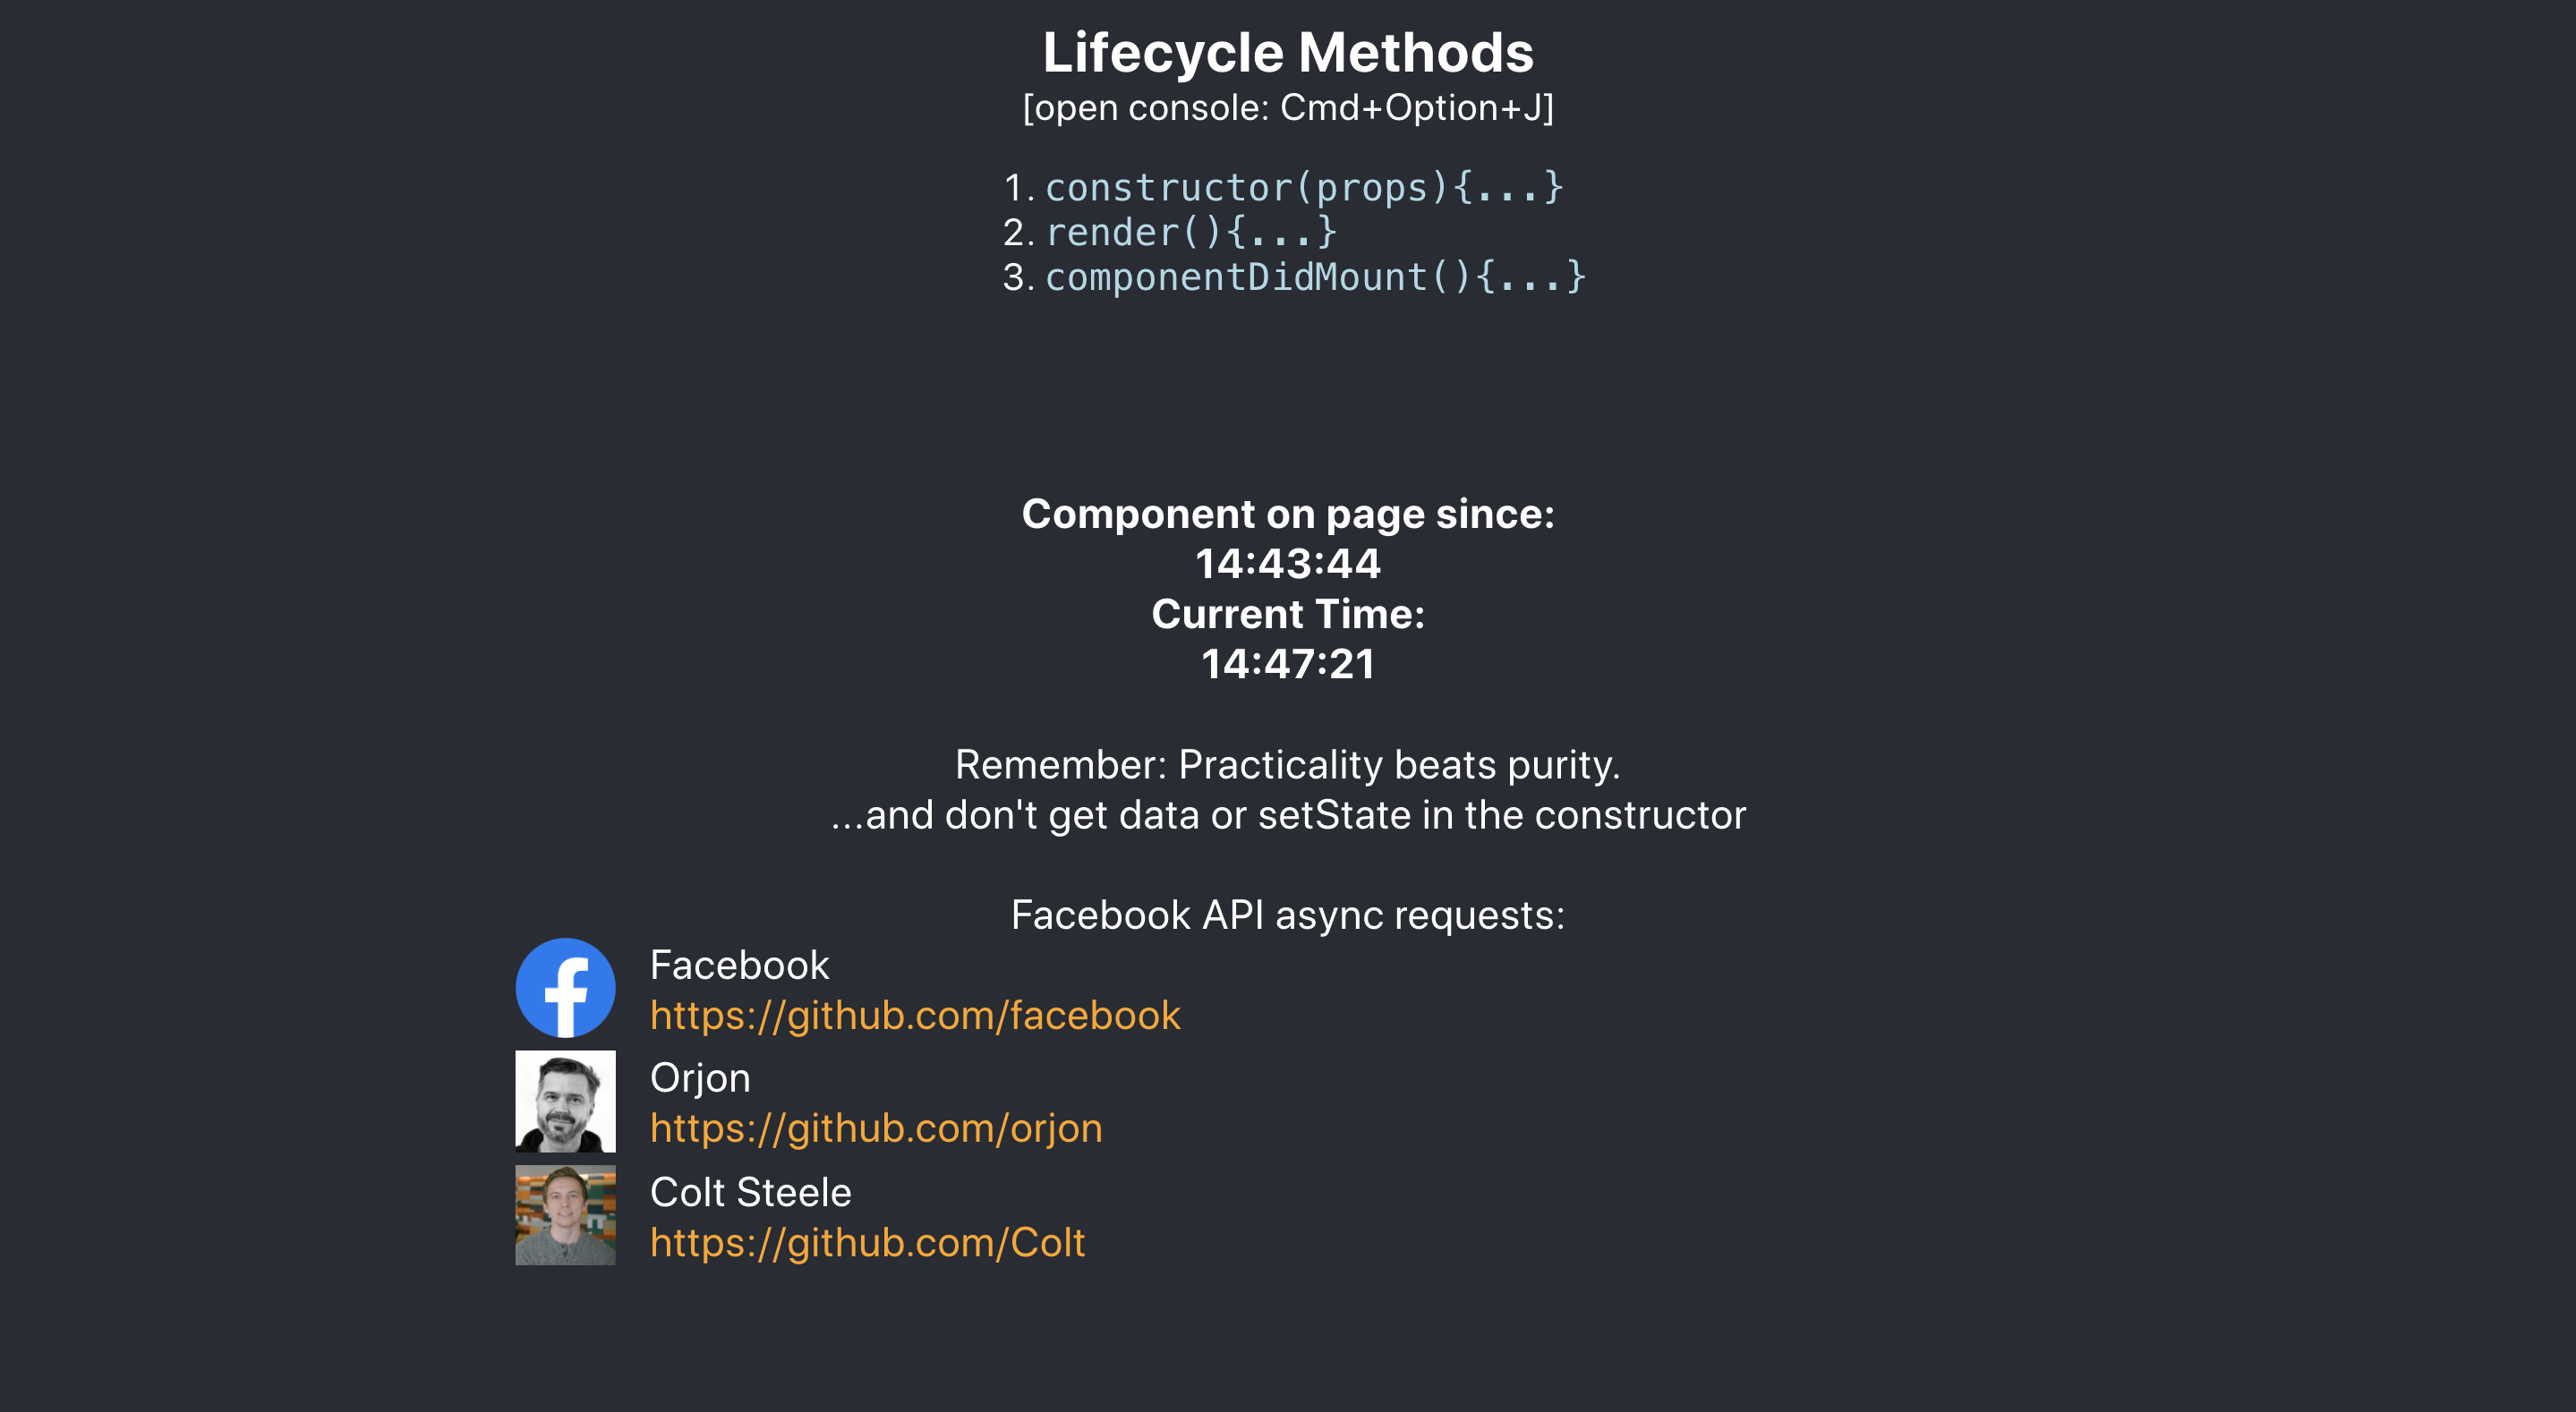 Lifecycle Methods
[open console: Cmd+Option+J]
1. constructor(props){...}
2. render(){...}
3. componentDidMount(){...}
Component on page since:
14:43:44
Current Time:
14:47:21
Remember: Practicality beats purity.
...and don't get data or setState in the constructor
Facebook API async requests:
Facebook
https://github.com/facebook
Orjon
https://github.com/orjon
Colt Steele
https://github.com/Colt